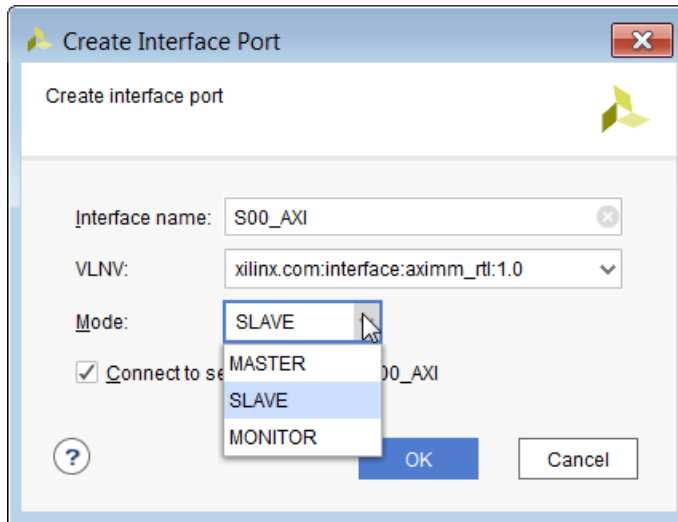 Create Interface Port
Create interface port
Interface name: S00_AXI
VLNV: xilinx.com:interface:aximm_rtl:1.0
Mode: SLAVE
MASTER
Connect to se 00_AXI
SLAVE
MONITOR
? OK Cancel